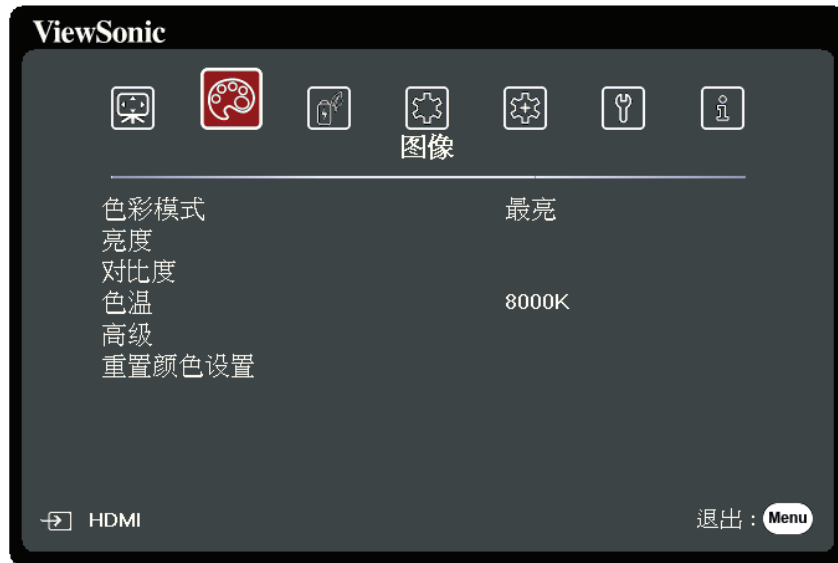 ViewSonic
图像
色彩模式 最亮
亮度
对比度
色温 8000K
高级
重置颜色设置
HDMI 退出：Menu